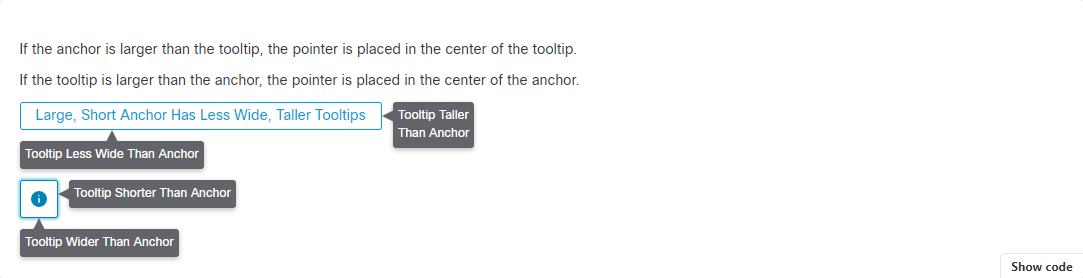 If the anchor is larger than the tooltip, the pointer is placed in the center of the tooltip.
If the tooltip is larger than the anchor, the pointer is placed in the center of the anchor.
Large, Short Anchor Has Less Wide, Taller Tooltips
Tooltip Taller
Than Anchor
Tooltip Less Wide Than Anchor
Tooltip Shorter Than Anchor
Tooltip Wider Than Anchor
Show code